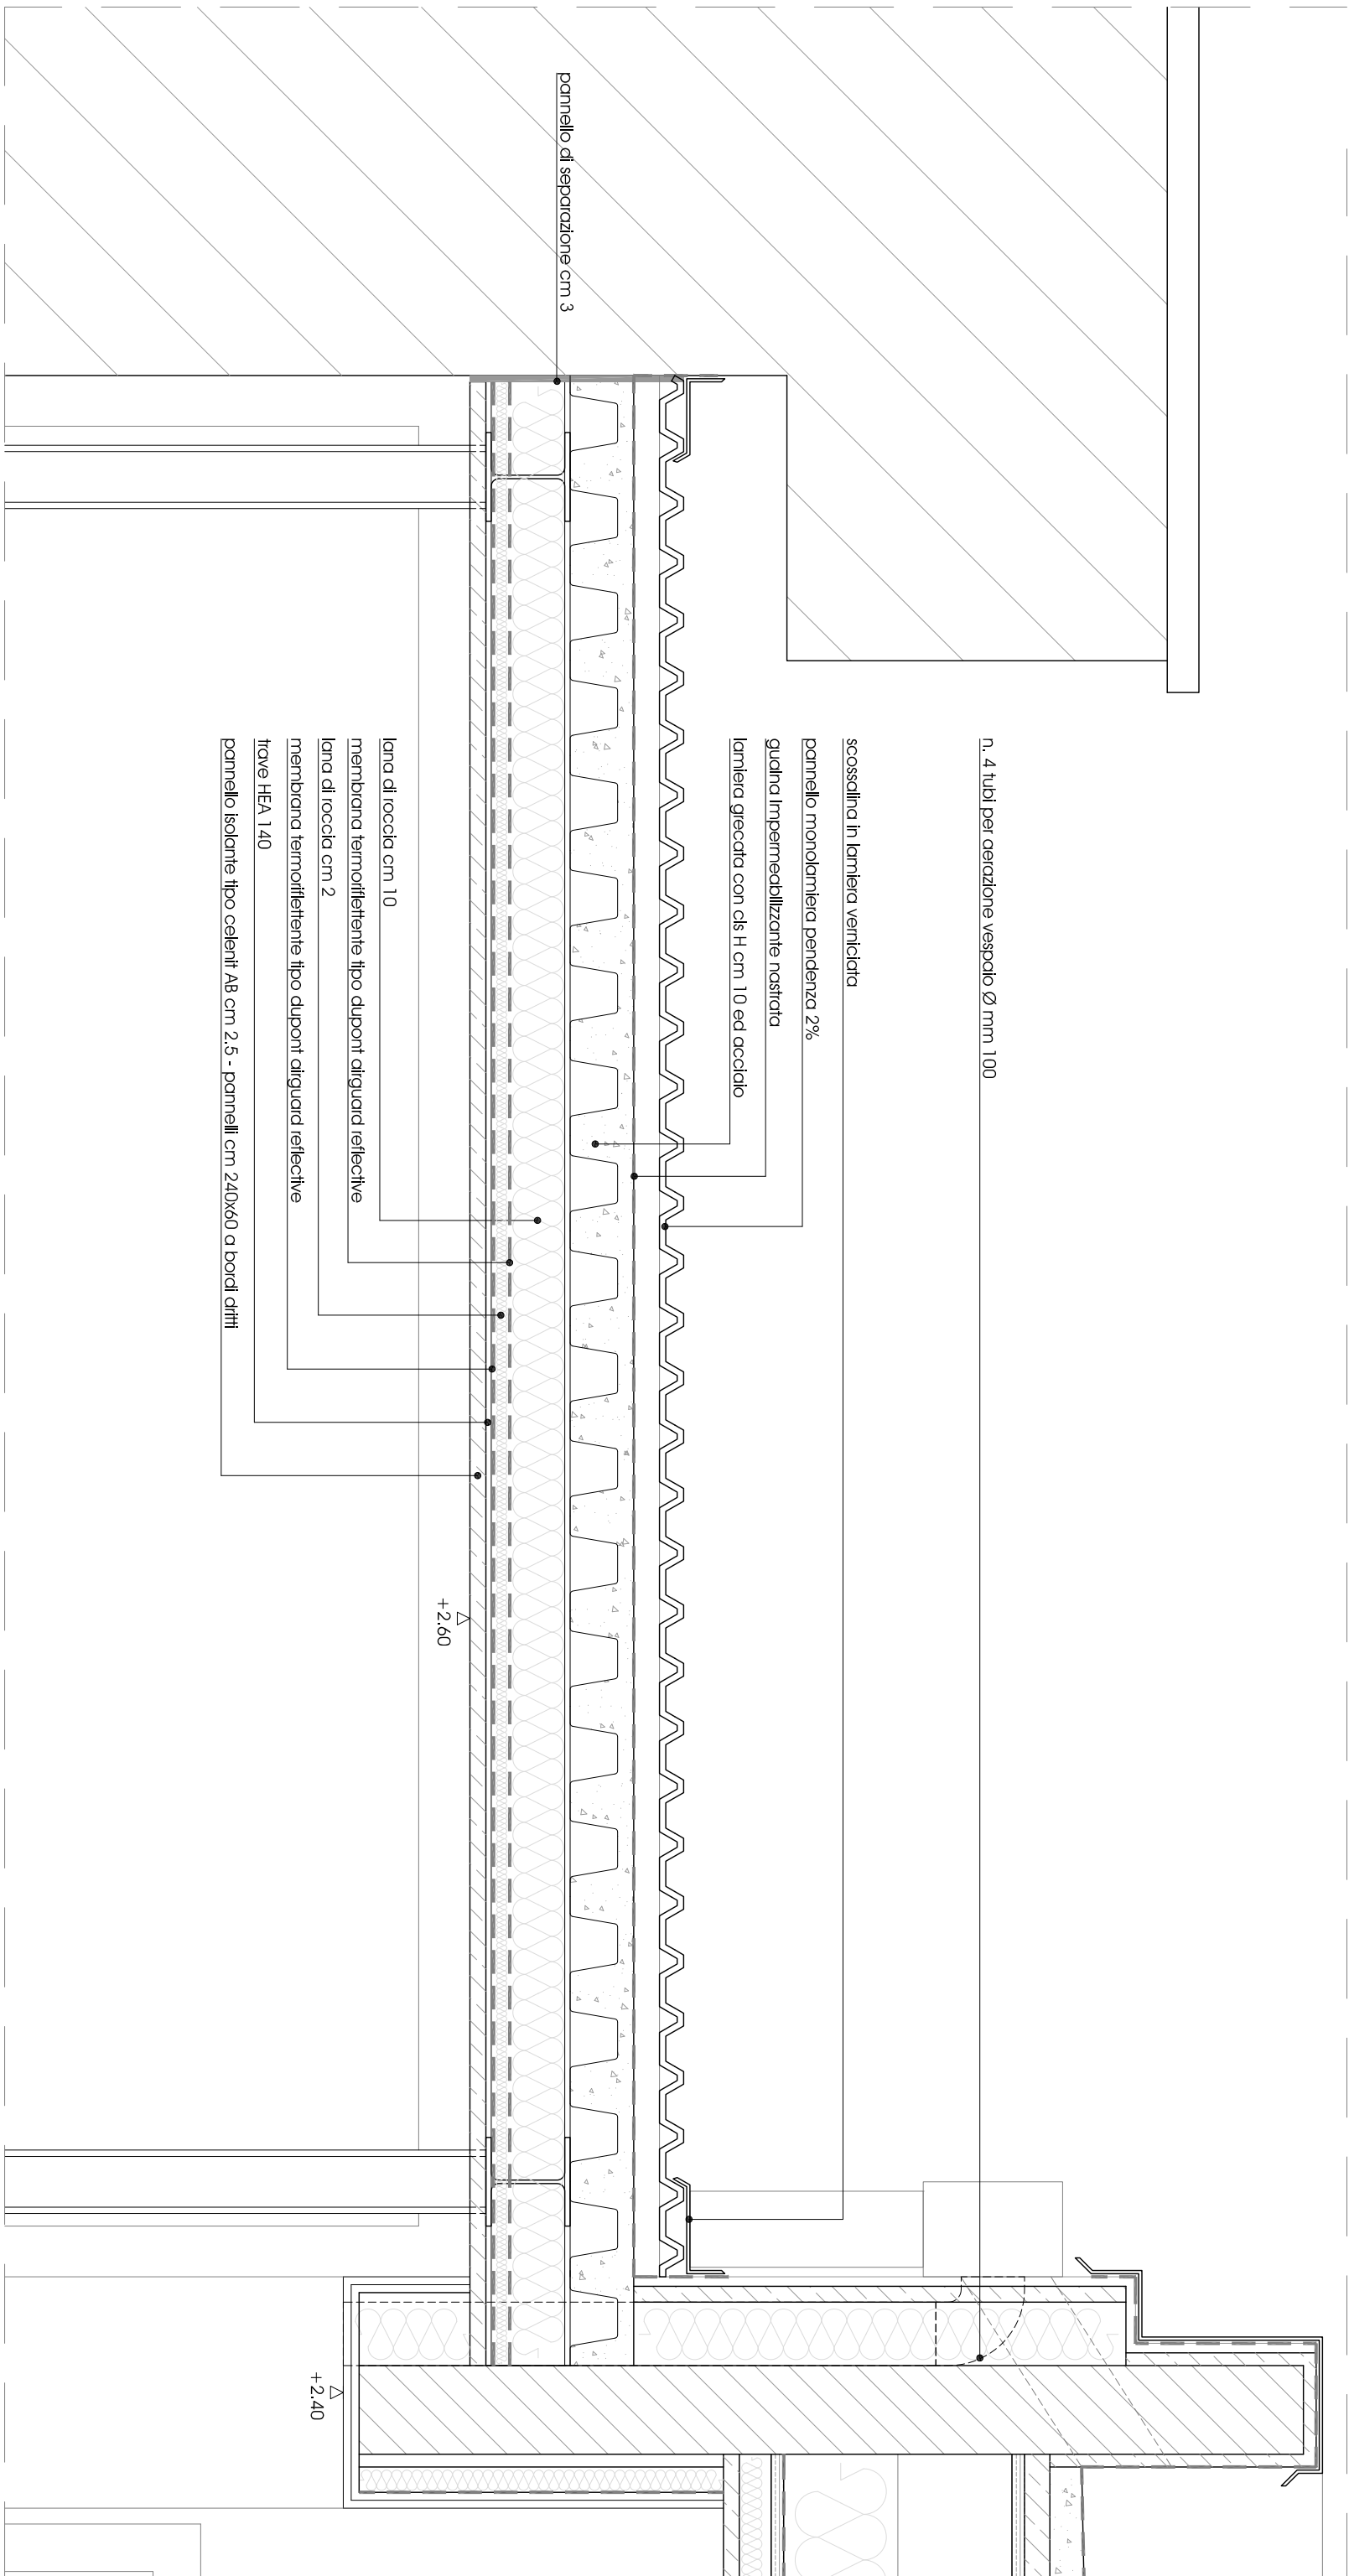 n. 4 tubi per aerazione vespaio Ø mm 100
scossalina in lamiera verniciata
pannello monolamiera pendenza 2%
guaina impermeabilizzante nastrata
lamiera grecata con cls H cm 10 ed acciaio
pannello di separazione cm 3
lana di roccia cm 10
membrana termoriflettente tipo dupont airguard reflective
lana di roccia cm 2
membrana termoriflettente tipo dupont airguard reflective
trave HEA 140
pannello isolante tipo celenit AB cm 2,5 - pannelli cm 240x60 a bordi dritti
+2.60
+2.40